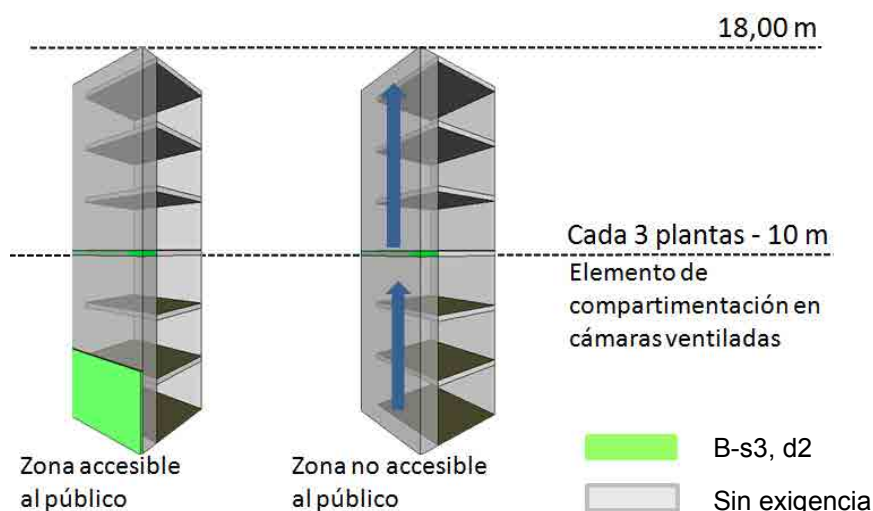 18,00 m
Cada 3 plantas - 10 m
Elemento de
compartimentación en
cámaras ventiladas
Zona accesible
al público
Zona no accesible
al público
B-s3, d2
Sin exigencia